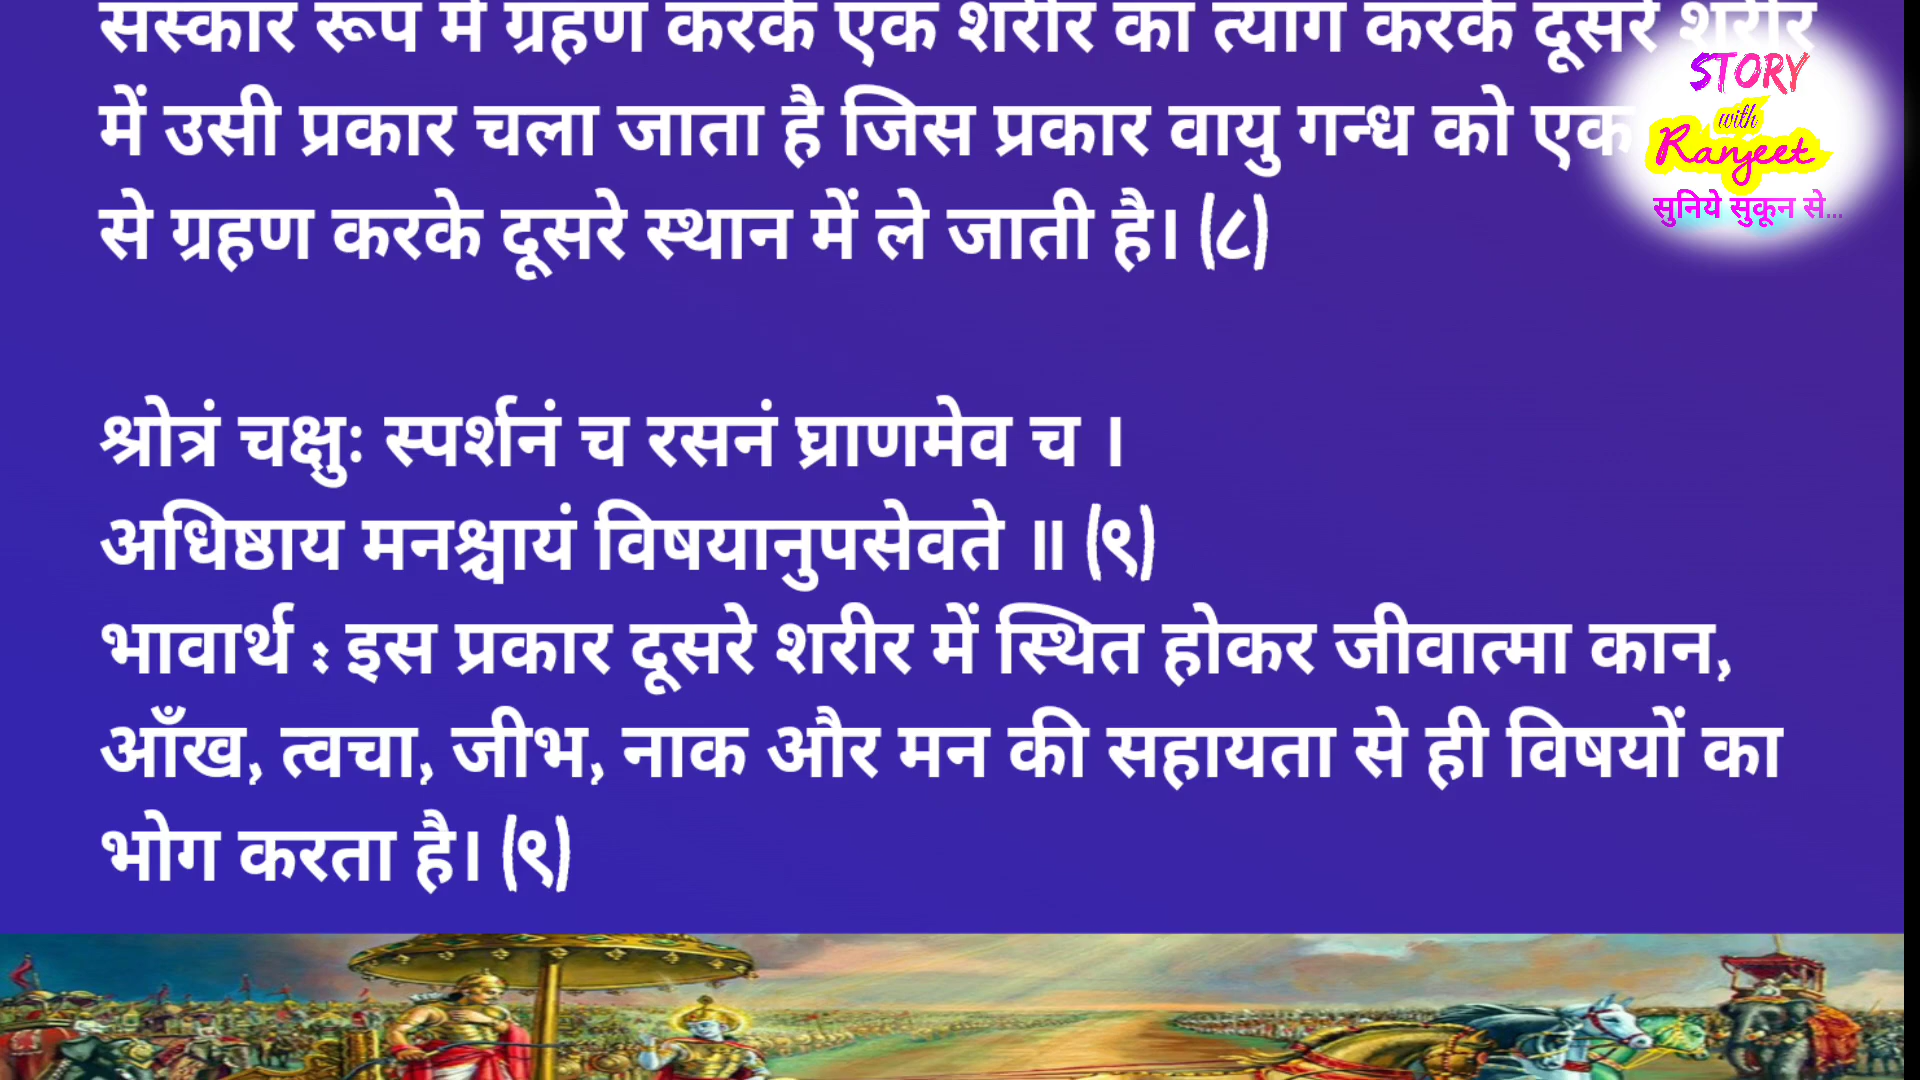 संस्कार रूप में ग्रहण करके एक शरीर का त्याग करके दूसरे शरीर
में उसी प्रकार चला जाता है जिस प्रकार वायु गन्ध को एक
से ग्रहण करके दूसरे स्थान में ले जाती है। (८)
श्रोत्रं चक्षुः स्पर्शनं च रसनं घ्राणमेव च ।
अधिष्ठाय मनश्चायं विषयानुपसेवते ॥ (९)
भावार्थ : इस प्रकार दूसरे शरीर में स्थित होकर जीवात्मा कान,
आँख, त्वचा, जीभ, नाक और मन की सहायता से ही विषयों का
भोग करता है। (९)
STORY
with
Ranjeet
सुनिये सुकून से...